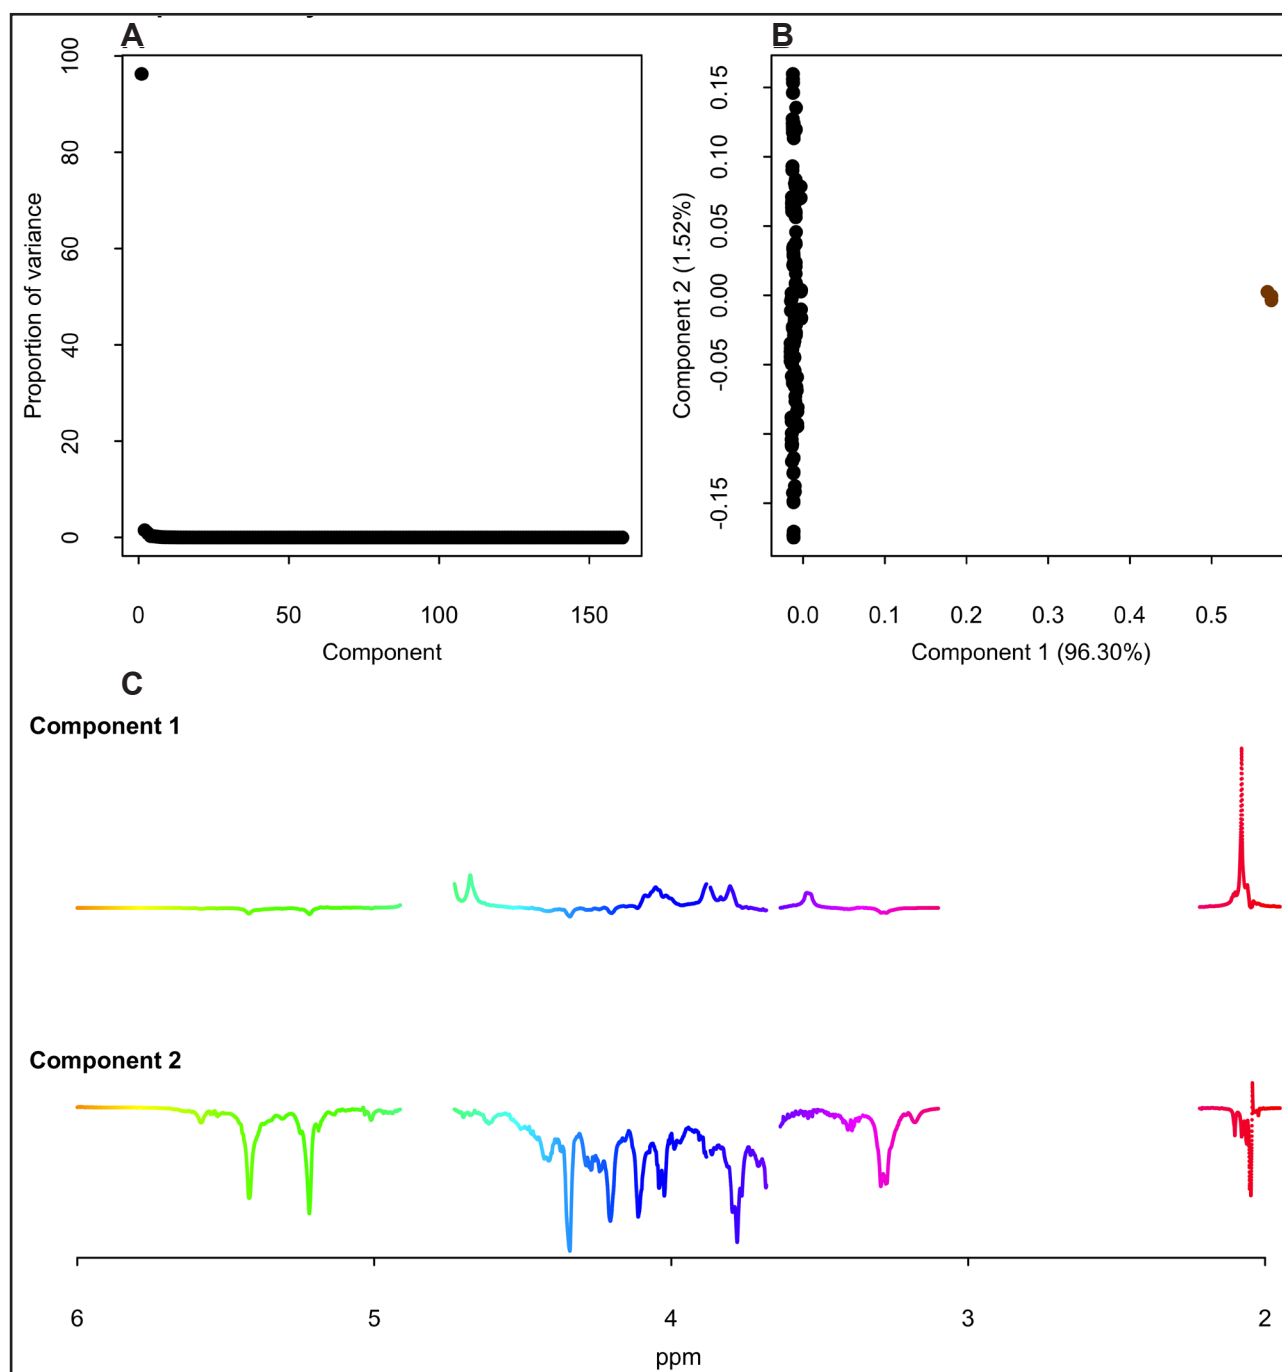 A
B
Proportion of variance
100
80
60
40
20
0
0 50 100 150
Component
Component 2 (1.52%)
0.15
0.10
0.05
0.00
-0.05
-0.15
0.0 0.1 0.2 0.3 0.4 0.5
Component 1 (96.30%)
C
Component 1
Component 2
6 5 4 3 2
ppm